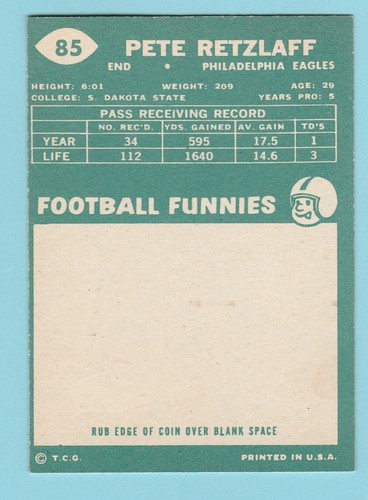 85 PETE RETZLAFF
END • PHILADELPHIA EAGLES
HEIGHT: 6:01 WEIGHT: 209 AGE: 29
COLLEGE: S. DAKOTA STATE YEARS PRO: 5
PASS RECEIVING RECORD
NO. REC'D. YDS. GAINED AV. GAIN TD'S
YEAR 34 595 17.5 1
LIFE 112 1640 14.6 3
FOOTBALL FUNNIES
RUB EDGE OF COIN OVER BLANK SPACE
© T.C.G. PRINTED IN U.S.A.